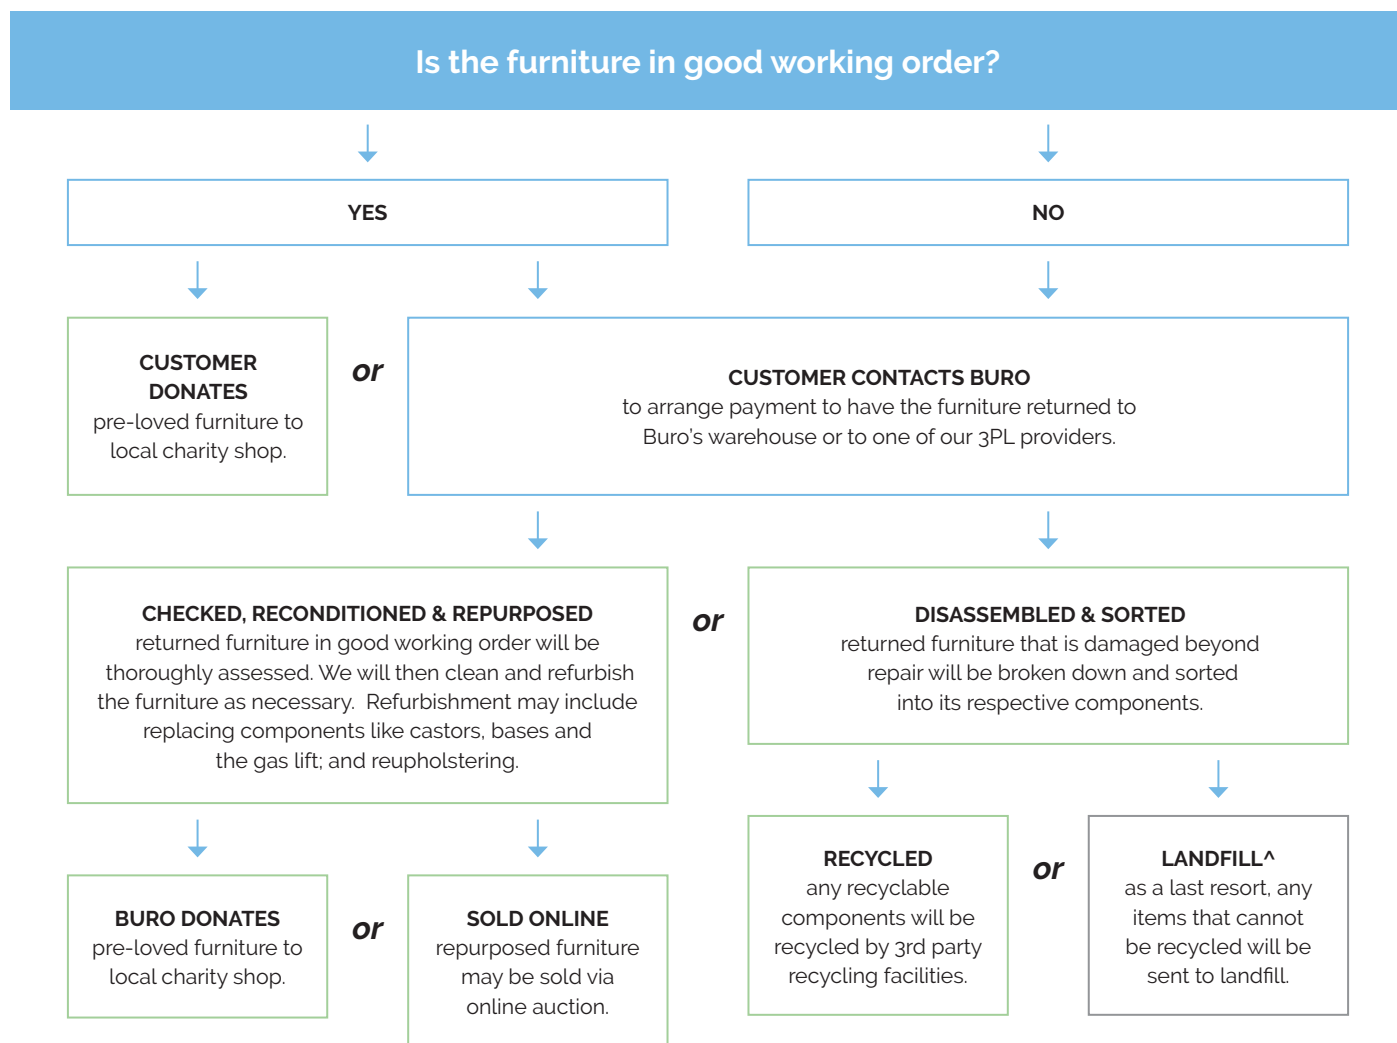 Is the furniture in good working order?
YES
NO
CUSTOMER
DONATES
pre-loved furniture to
local charity shop.
or
CUSTOMER CONTACTS BURO
to arrange payment to have the furniture returned to
Buro's warehouse or to one of our 3PL providers.
CHECKED, RECONDITIONED & REPURPOSED
returned furniture in good working order will be
thoroughly assessed. We will then clean and refurbish
the furniture as necessary.  Refurbishment may include
replacing components like castors, bases and
the gas lift; and reupholstering.
or
DISASSEMBLED & SORTED
returned furniture that is damaged beyond
repair will be broken down and sorted
into its respective components.
BURO DONATES
pre-loved furniture to
local charity shop.
or
SOLD ONLINE
repurposed furniture
may be sold via
online auction.
RECYCLED
any recyclable
components will be
recycled by 3rd party
recycling facilities.
or
LANDFILL^
as a last resort, any
items that cannot
be recycled will be
sent to landfill.